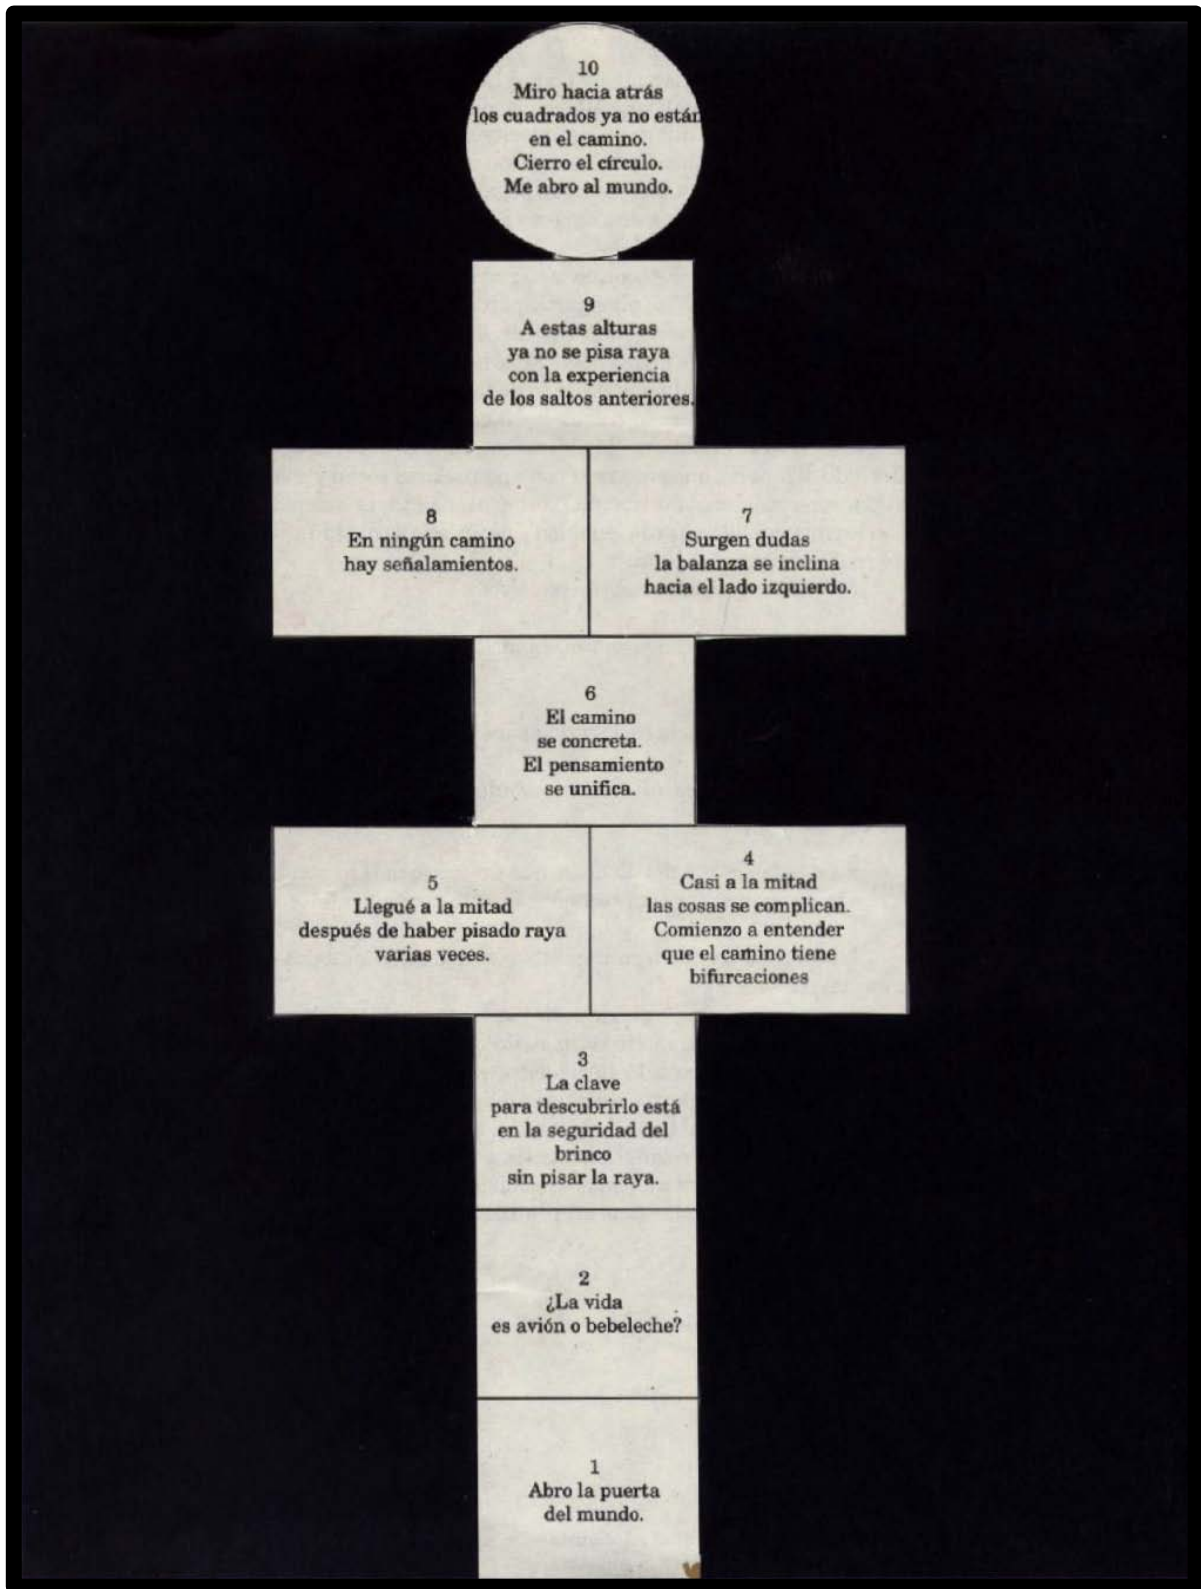 10
Miro hacia atrás
los cuadrados ya no están
en el camino.
Cierro el círculo.
Me abro al mundo.
9
A estas alturas
ya no se pisa raya
con la experiencia
de los saltos anteriores.
8
En ningún camino
hay señalamientos.
7
Surgen dudas
la balanza se inclina
hacia el lado izquierdo.
6
El camino
se concreta.
El pensamiento
se unifica.
5
Llegué a la mitad
después de haber pisado raya
varias veces.
4
Casi a la mitad
las cosas se complican.
Comienzo a entender
que el camino tiene
bifurcaciones
3
La clave
para descubrirlo está
en la seguridad del
brinco
sin pisar la raya.
2
¿La vida
es avión o bebeleche?
1
Abro la puerta
del mundo.